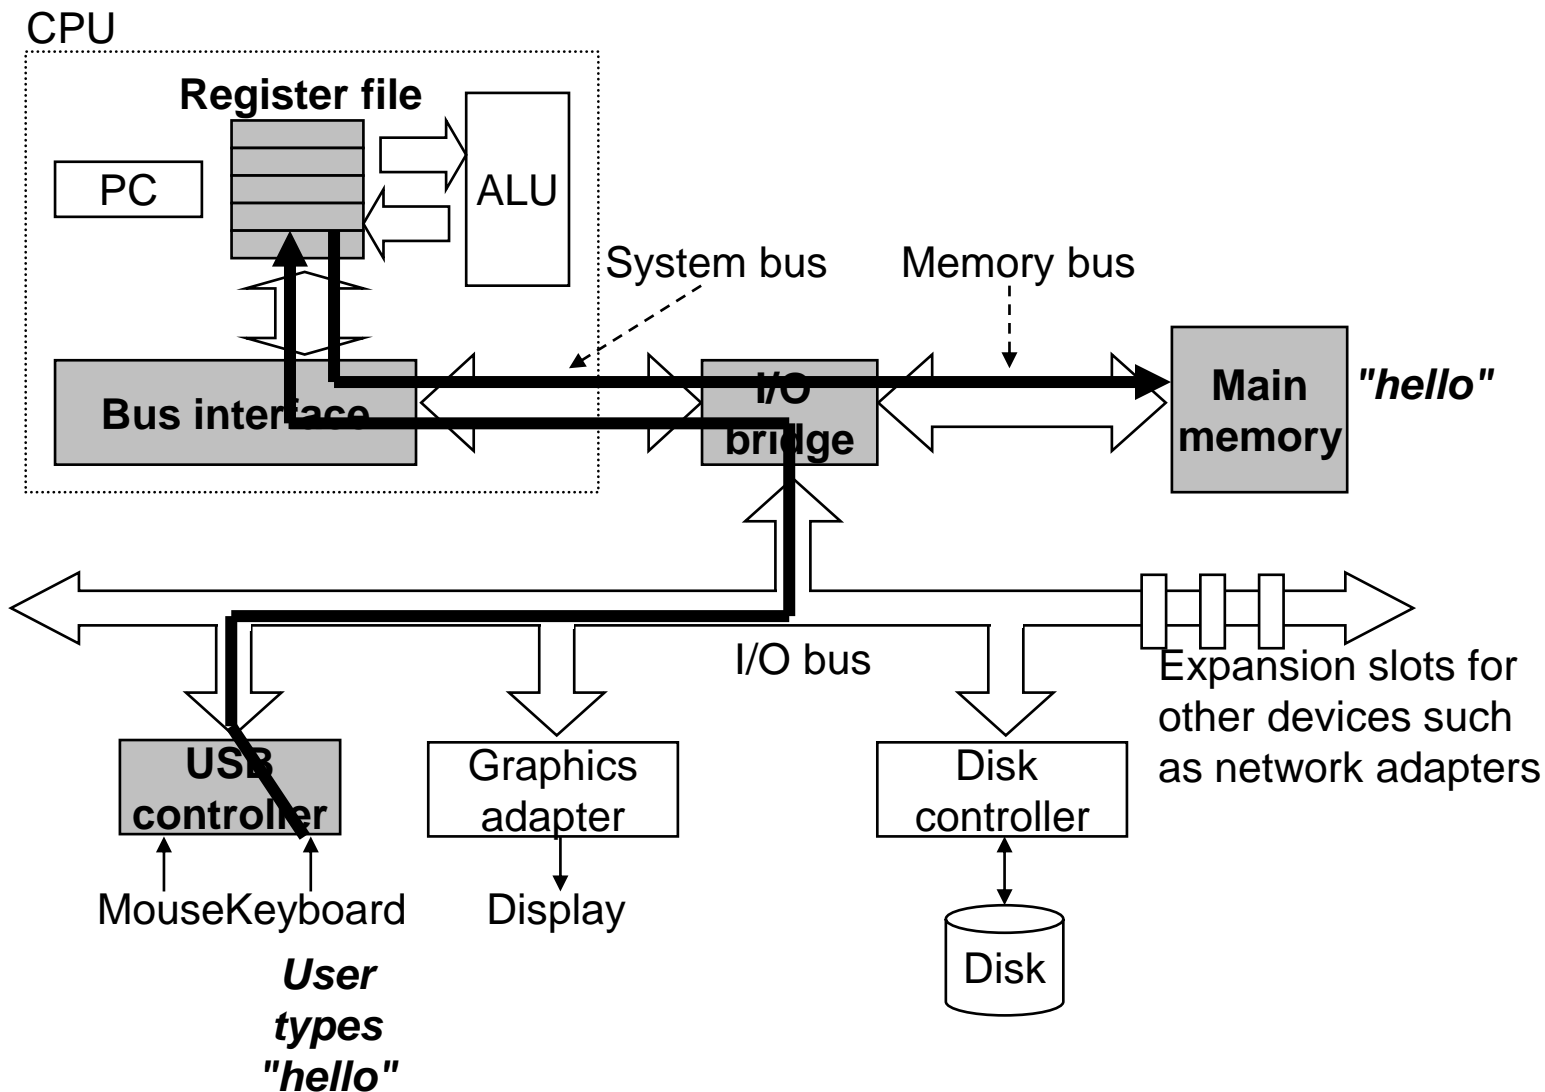 CPU
Register file
PC
ALU
System bus
Memory bus
Bus interface
I/O
bridge
Main
memory
"hello"
I/O bus
Expansion slots for
other devices such
as network adapters
USB
controller
Graphics
adapter
Disk
controller
Mouse
Keyboard
Display
Disk
User
types
"hello"